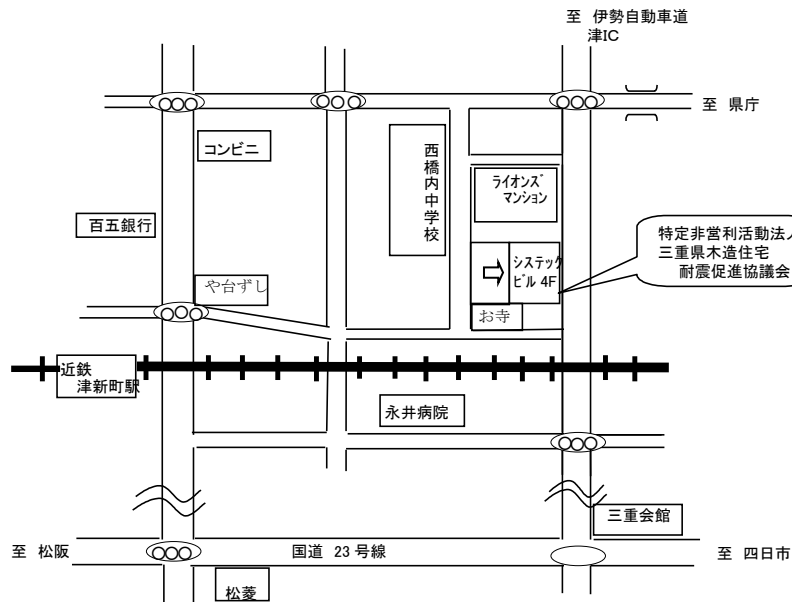 至 伊勢自動車道
津IC
至 県庁
コンビニ
西橋内中学校
ライオンズ
マンション
百五銀行
特定非営利活動法人
三重県木造住宅
耐震促進協議会
システック
ビル 4F
や台ずし
お寺
近鉄
津新町駅
永井病院
三重会館
至 松阪
国道 23 号線
至 四日市
松菱